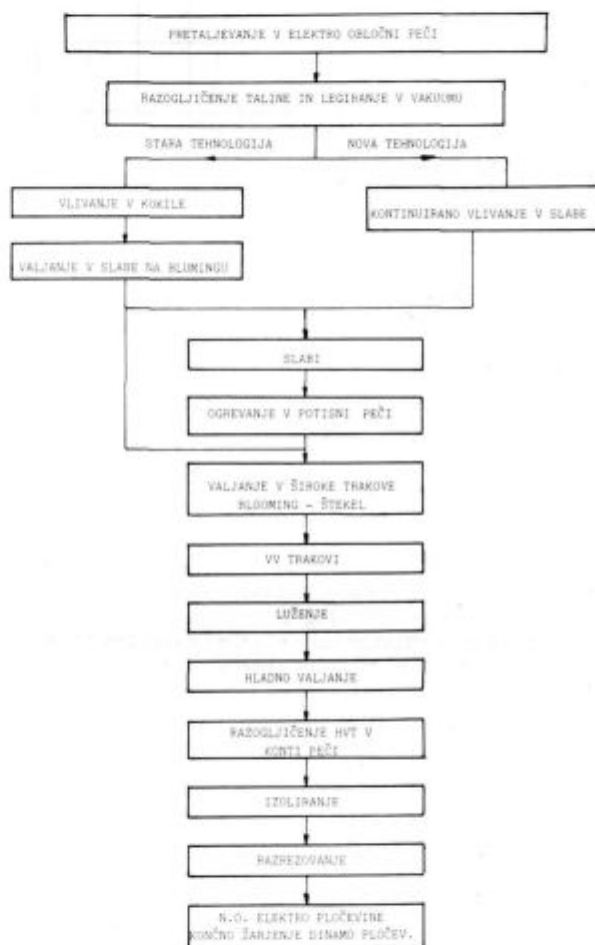 PRETALJEVANJE V ELEKTRO OBLOČNI PEČI
RAZOGLJIČENJE TALINE IN LEGIRANJE V VAKUUMU
STARA TEHNOLOGIJA
NOVA TEHNOLOGIJA
VLIVANJE V KOKILE
KONTINUIRANO VLIVANJE V SLABE
VALJANJE V SLABE NA BLUMINGU
SLABI
OGREVANJE V POTISNI PEČI
VALJANJE V ŠIROKE TRAKOVE
BLOOMING - ŠTEKEL
VV TRAKOVI
LUŽENJE
HLADNO VALJANJE
RAZOGLJIČENJE HVT V
KONTI PEČI
IZOLIRANJE
RAZREZOVANJE
N.O. ELEKTRO PLOČEVINE
KONČNO ŽARJENJE DINAMO PLOČEV.